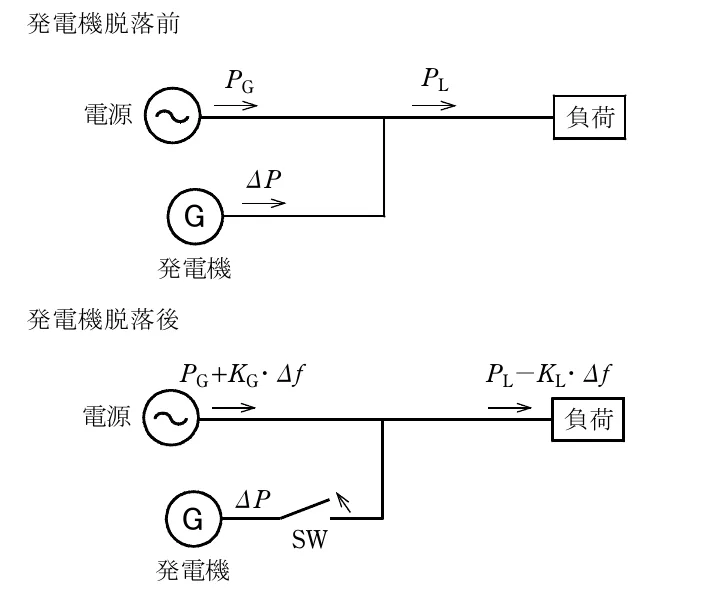 発電機脱落前
P_G
P_L
電源
負荷
ΔP
G
発電機
発電機脱落後
P_G+K_G・Δf
P_L−K_L・Δf
電源
負荷
ΔP
G
SW
発電機